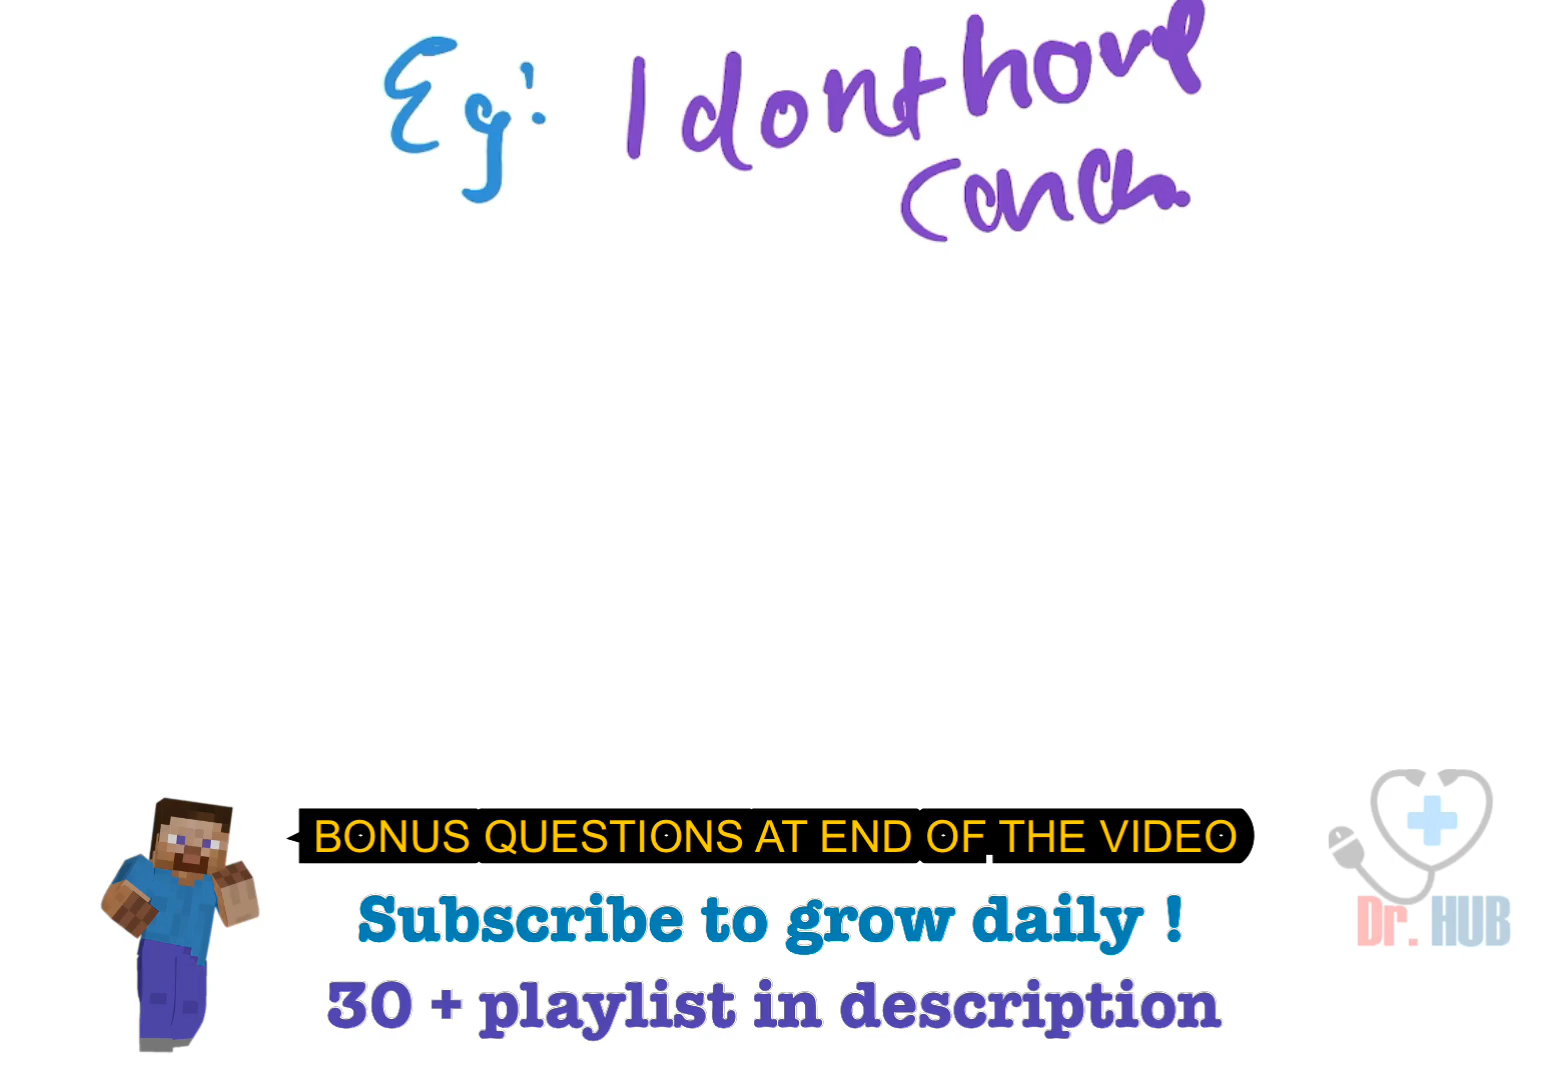 Eg: I dont have
cancer
BONUS QUESTIONS AT END OF THE VIDEO
Subscribe to grow daily !
30 + playlist in description
Dr. HUB